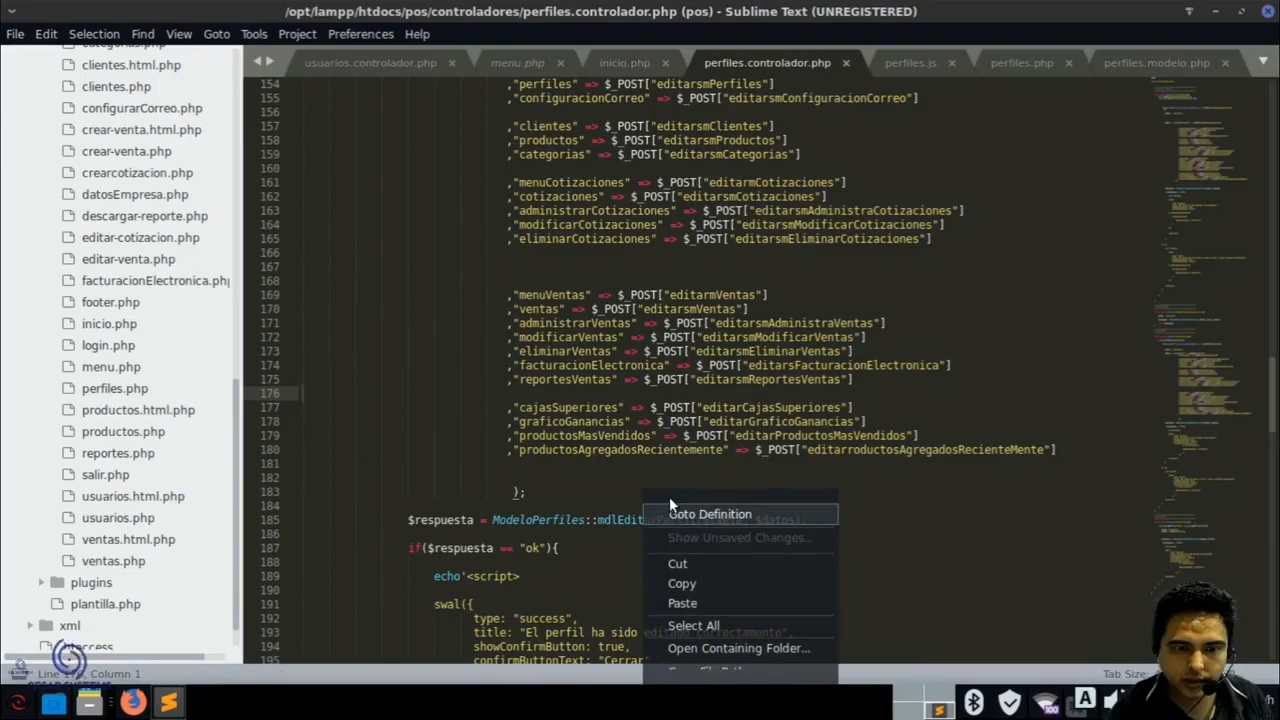 /opt/lampp/htdocs/pos/controladores/perfiles.controlador.php (pos) - Sublime Text (UNREGISTERED)
File Edit Selection Find View Goto Tools Project Preferences Help
usuarios.controlador.php menu.php inicio.php perfiles.controlador.php perfiles.js perfiles.php perfiles.modelo.php
clientes.html.php
clientes.php
configurarCorreo.php
crear-venta.html.php
crear-venta.php
crearcotizacion.php
datosEmpresa.php
descargar-reporte.php
editar-cotizacion.php
editar-venta.php
facturacionElectronica.php
footer.php
inicio.php
login.php
menu.php
perfiles.php
productos.html.php
productos.php
reportes.php
salir.php
usuarios.html.php
usuarios.php
ventas.html.php
ventas.php
plugins
plantilla.php
xml
154 ,"perfiles" => $_POST["editarsmPerfiles"]
155 ,"configuracionCorreo" => $_POST["editarsmConfiguracionCorreo"]
156
157 ,"clientes" => $_POST["editarsmClientes"]
158 ,"productos" => $_POST["editarsmProductos"]
159 ,"categorias" => $_POST["editarsmCategorias"]
160
161 ,"menuCotizaciones" => $_POST["editarmCotizaciones"]
162 ,"cotizaciones" => $_POST["editarsmCotizaciones"]
163 ,"administrarCotizaciones" => $_POST["editarsmAdministraCotizaciones"]
164 ,"modificarCotizaciones" => $_POST["editarsmModificarCotizaciones"]
165 ,"eliminarCotizaciones" => $_POST["editarsmEliminarCotizaciones"]
166
167
168
169 ,"menuVentas" => $_POST["editarmVentas"]
170 ,"ventas" => $_POST["editarsmVentas"]
171 ,"administrarVentas" => $_POST["editarsmAdministraVentas"]
172 ,"modificarVentas" => $_POST["editarsmModificarVentas"]
173 ,"eliminarVentas" => $_POST["editarsmEliminarVentas"]
174 ,"facturacionElectronica" => $_POST["editarsFacturacionElectronica"]
175 ,"reportesVentas" => $_POST["editarsmReportesVentas"]
176
177 ,"cajasSuperiores" => $_POST["editarCajasSuperiores"]
178 ,"graficoGanancias" => $_POST["editarGraficoGanancias"]
179 ,"productosMasVendidos" => $_POST["editarProductosMasVendidos"]
180 ,"productosAgregadosRecientemente" => $_POST["editarroductosAgregadosRecienteMente"]
181
182
183 );
184
185 $respuesta = ModeloPerfiles::mdlEdit $datos);
186
187 if($respuesta == "ok"){
188
189 echo'<script>
190
191 swal({
192 type: "success",
193 title: "El perfil ha sido editado correctamente",
194 showConfirmButton: true,
195 confirmButtonText: "Cerrar"
Goto Definition
Show Unsaved Changes...
Cut
Copy
Paste
Select All
Open Containing Folder...
Column 1
Tab Size:
A
100